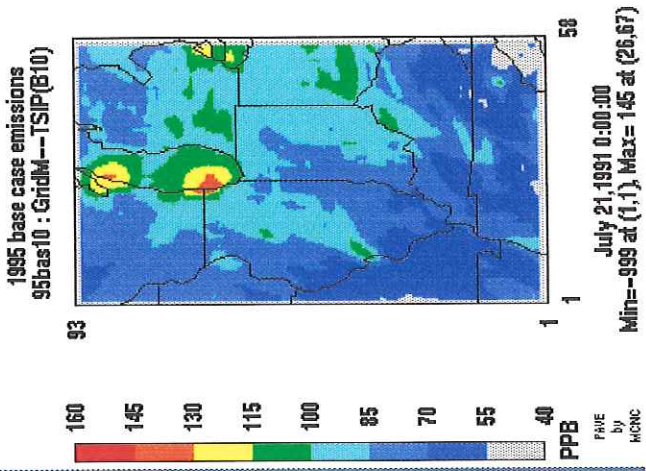 1995 base case emissions
95bas10 : GridM---TSIP(B10)
93
1
1
58
160
145
130
115
100
85
70
55
40
PPB
PAVE
by
MCNC
July 21,1991 0:00:00
Min=-999 at (1,1), Max= 145 at (26,67)